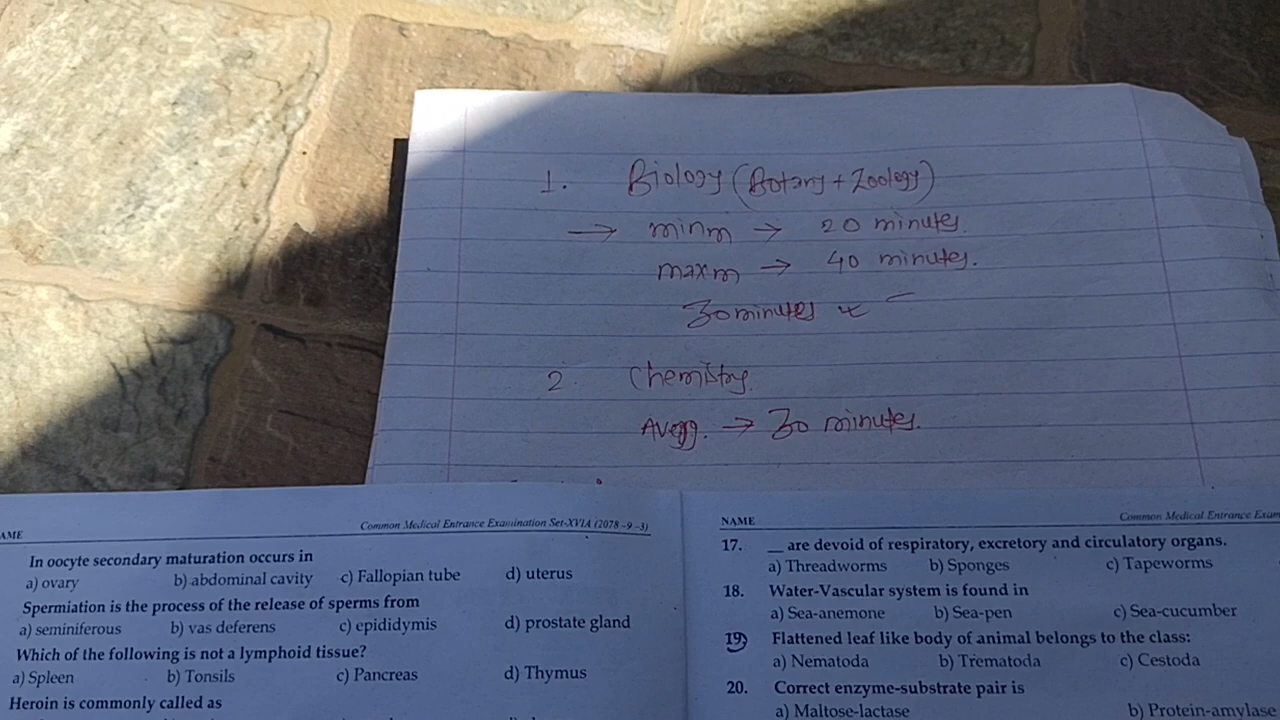 1. Biology (Botany + Zoology)
→ minm → 20 minutes.
maxm → 40 minutes.
30 minutes
2. Chemistry.
Avegg. → 30 minutes.
AME Common Medical Entrance Examination Set-XVIA (2078-9-3)
In oocyte secondary maturation occurs in
a) ovary b) abdominal cavity c) Fallopian tube d) uterus
Spermiation is the process of the release of sperms from
a) seminiferous b) vas deferens c) epididymis d) prostate gland
Which of the following is not a lymphoid tissue?
a) Spleen b) Tonsils c) Pancreas d) Thymus
Heroin is commonly called as
NAME Common Medical Entrance Exam
17. __ are devoid of respiratory, excretory and circulatory organs.
a) Threadworms b) Sponges c) Tapeworms
18. Water-Vascular system is found in
a) Sea-anemone b) Sea-pen c) Sea-cucumber
19. Flattened leaf like body of animal belongs to the class:
a) Nematoda b) Trematoda c) Cestoda
20. Correct enzyme-substrate pair is
a) Maltose-lactase b) Protein-amylase